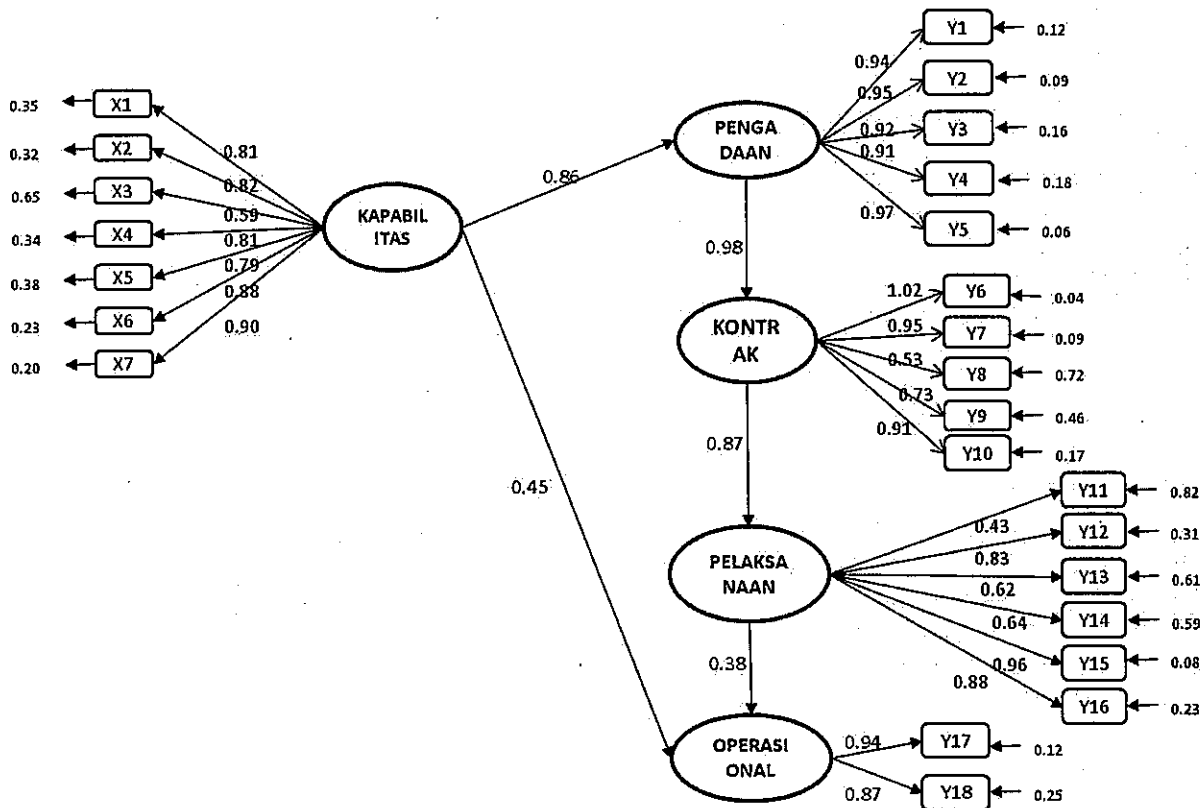 0.35
X1
0.32
X2
0.65
X3
0.34
X4
0.38
X5
0.23
X6
0.20
X7
0.81
0.82
0.59
0.81
0.79
0.88
0.90
KAPABIL
ITAS
0.86
0.45
PENGA
DAAN
0.94
0.95
0.92
0.91
0.97
Y1
0.12
Y2
0.09
Y3
0.16
Y4
0.18
Y5
0.06
0.98
KONTR
AK
1.02
0.95
0.53
0.73
0.91
Y6
0.04
Y7
0.09
Y8
0.72
Y9
0.46
Y10
0.17
0.87
PELAKSA
NAAN
0.43
0.83
0.62
0.64
0.96
0.88
Y11
0.82
Y12
0.31
Y13
0.61
Y14
0.59
Y15
0.08
Y16
0.23
0.38
OPERASI
ONAL
0.94
0.87
Y17
0.12
Y18
0.25